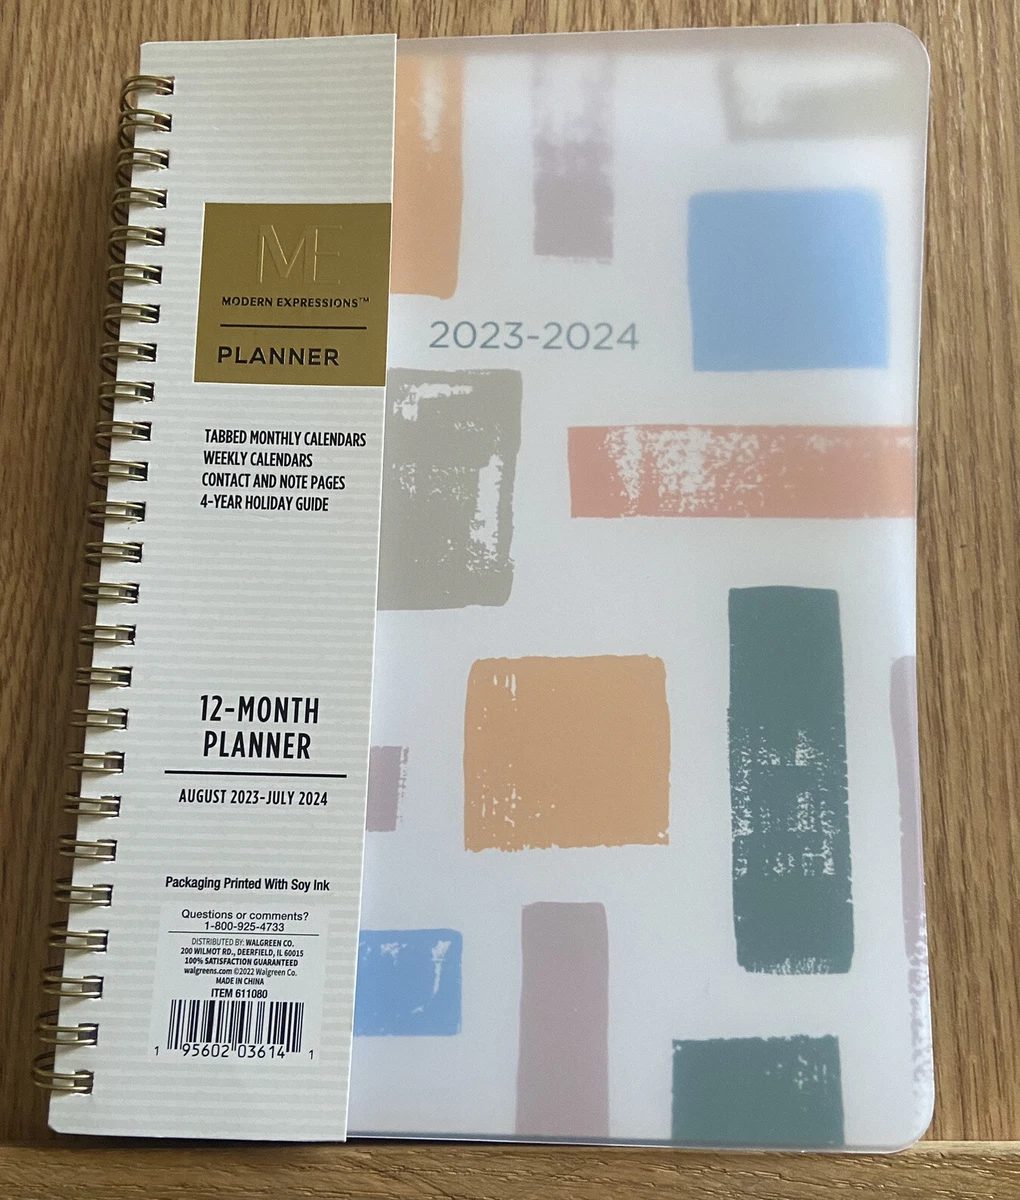 ME
MODERN EXPRESSIONS™
PLANNER
2023-2024
TABBED MONTHLY CALENDARS
WEEKLY CALENDARS
CONTACT AND NOTE PAGES
4-YEAR HOLIDAY GUIDE
12-MONTH
PLANNER
AUGUST 2023-JULY 2024
Packaging Printed With Soy Ink
Questions or comments?
1-800-925-4733
DISTRIBUTED BY: WALGREEN CO.
200 WILMOT RD., DEERFIELD, IL 60015
100% SATISFACTION GUARANTEED
walgreens.com ©2022 Walgreen Co.
MADE IN CHINA
ITEM 611080
1 95602 03614 1